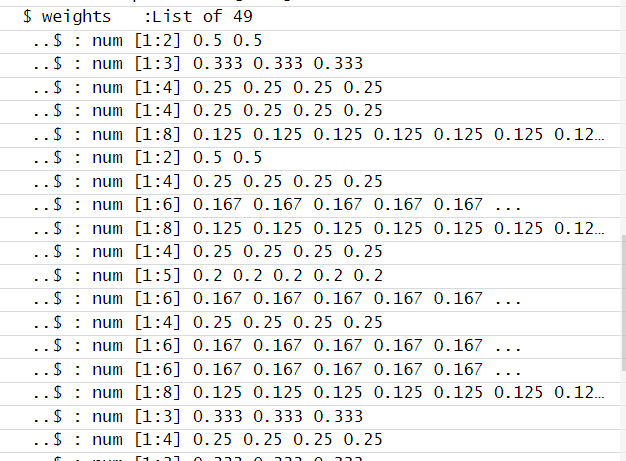 $ weights   :List of 49
 ..$ : num [1:2] 0.5 0.5
 ..$ : num [1:3] 0.333 0.333 0.333
 ..$ : num [1:4] 0.25 0.25 0.25 0.25
 ..$ : num [1:4] 0.25 0.25 0.25 0.25
 ..$ : num [1:8] 0.125 0.125 0.125 0.125 0.125 0.125 0.12…
 ..$ : num [1:2] 0.5 0.5
 ..$ : num [1:4] 0.25 0.25 0.25 0.25
 ..$ : num [1:6] 0.167 0.167 0.167 0.167 0.167 ...
 ..$ : num [1:8] 0.125 0.125 0.125 0.125 0.125 0.125 0.12…
 ..$ : num [1:4] 0.25 0.25 0.25 0.25
 ..$ : num [1:5] 0.2 0.2 0.2 0.2 0.2
 ..$ : num [1:6] 0.167 0.167 0.167 0.167 0.167 ...
 ..$ : num [1:4] 0.25 0.25 0.25 0.25
 ..$ : num [1:6] 0.167 0.167 0.167 0.167 0.167 ...
 ..$ : num [1:6] 0.167 0.167 0.167 0.167 0.167 ...
 ..$ : num [1:8] 0.125 0.125 0.125 0.125 0.125 0.125 0.12…
 ..$ : num [1:3] 0.333 0.333 0.333
 ..$ : num [1:4] 0.25 0.25 0.25 0.25